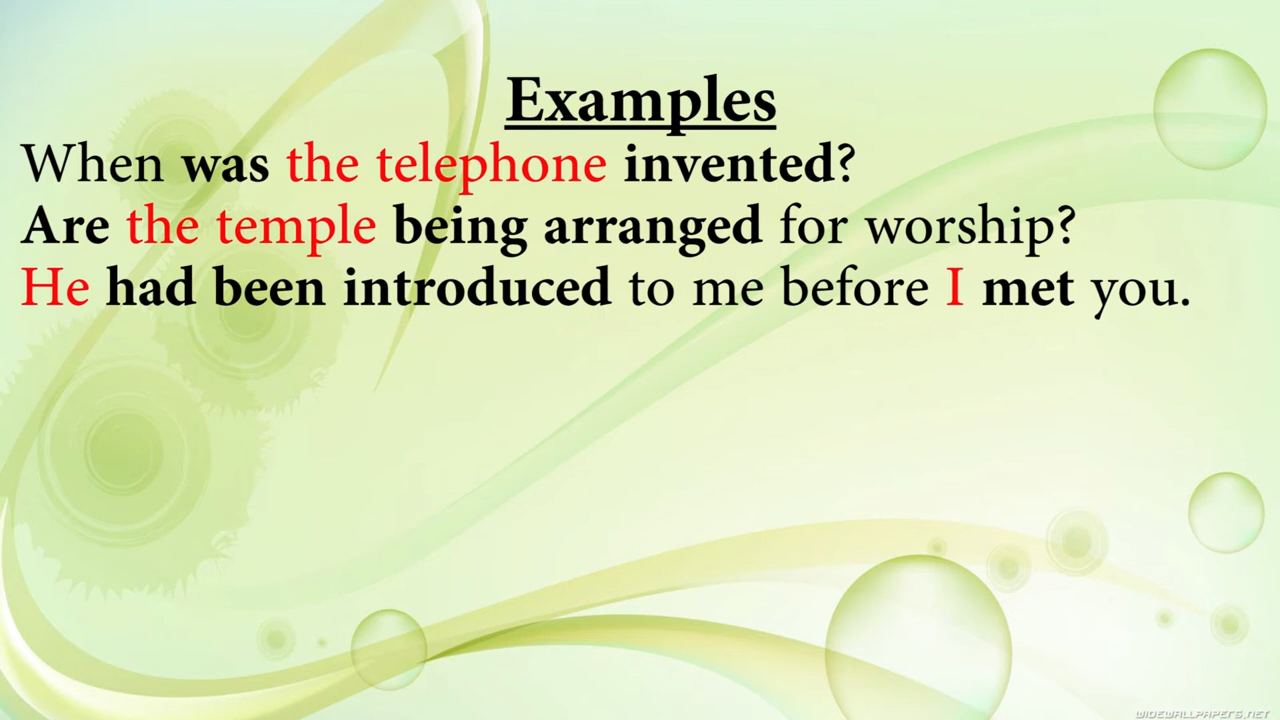 Examples
When was the telephone invented?
Are the temple being arranged for worship?
He had been introduced to me before I met you.
WIDEWALLPAPERS.NET